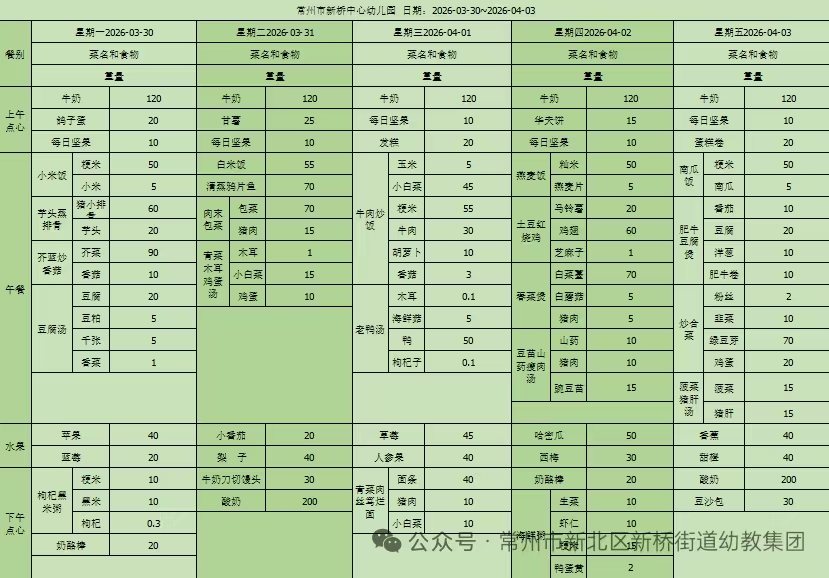 常州市新桥中心幼儿园 日期：2026-03-30~2026-04-03
餐别 星期一2026-03-30 星期二2026-03-31 星期三2026-04-01 星期四2026-04-02 星期五2026-04-03
菜名和食物 菜名和食物 菜名和食物 菜名和食物 菜名和食物
重量 重量 重量 重量 重量
上午点心 牛奶 120 牛奶 120 牛奶 120 牛奶 120 牛奶 120
鸽子蛋 20 甘薯 25 每日坚果 10 华夫饼 15 每日坚果 10
每日坚果 10 每日坚果 10 发糕 20 每日坚果 10 蛋糕卷 20
午餐 小米饭 粳米 50 白米饭 55 牛肉炒饭 玉米 5 燕麦饭 籼米 50 南瓜饭 粳米 50
小米 5 清蒸鸦片鱼 70 小白菜 45 燕麦片 5 南瓜 5
芋头蒸排骨 猪小排骨 60 肉末包菜 包菜 70 粳米 55 土豆红烧鸡 马铃薯 20 肥牛豆腐煲 番茄 10
芋头 20 猪肉 15 牛肉 30 鸡翅 60 豆腐 20
芥蓝炒香菇 芥菜 90 青菜木耳鸡蛋汤 木耳 1 胡萝卜 10 芝麻子 1 洋葱 10
香菇 10 小白菜 15 香菇 3 春菜煲 白菜薹 70 肥牛卷 10
豆腐汤 豆腐 20 鸡蛋 10 老鸭汤 木耳 0.1 白蘑菇 5 炒合菜 粉丝 2
豆粕 5 海鲜菇 5 猪肉 5 韭菜 10
千张 5 鸭 50 豆苗山药瘦肉汤 山药 10 绿豆芽 70
香菜 1 枸杞子 0.1 猪肉 10 鸡蛋 20
豌豆苗 15 菠菜猪肝汤 菠菜 15
猪肝 15
水果 苹果 40 小番茄 20 草莓 45 哈密瓜 50 香蕉 40
蓝莓 20 梨 子 40 人参果 40 西梅 30 甜橙 40
下午点心 枸杞黑米粥 粳米 10 牛奶刀切馒头 30 青菜肉丝笃烂面 面条 40 奶酪棒 20 酸奶 200
黑米 10 酸奶 200 猪肉 10 海鲜粥 生菜 10 豆沙包 30
枸杞 0.3 小白菜 10 虾仁 10
奶酪棒 20 粳米 15
鸭蛋黄 2
公众号 · 常州市新北区新桥街道幼教集团